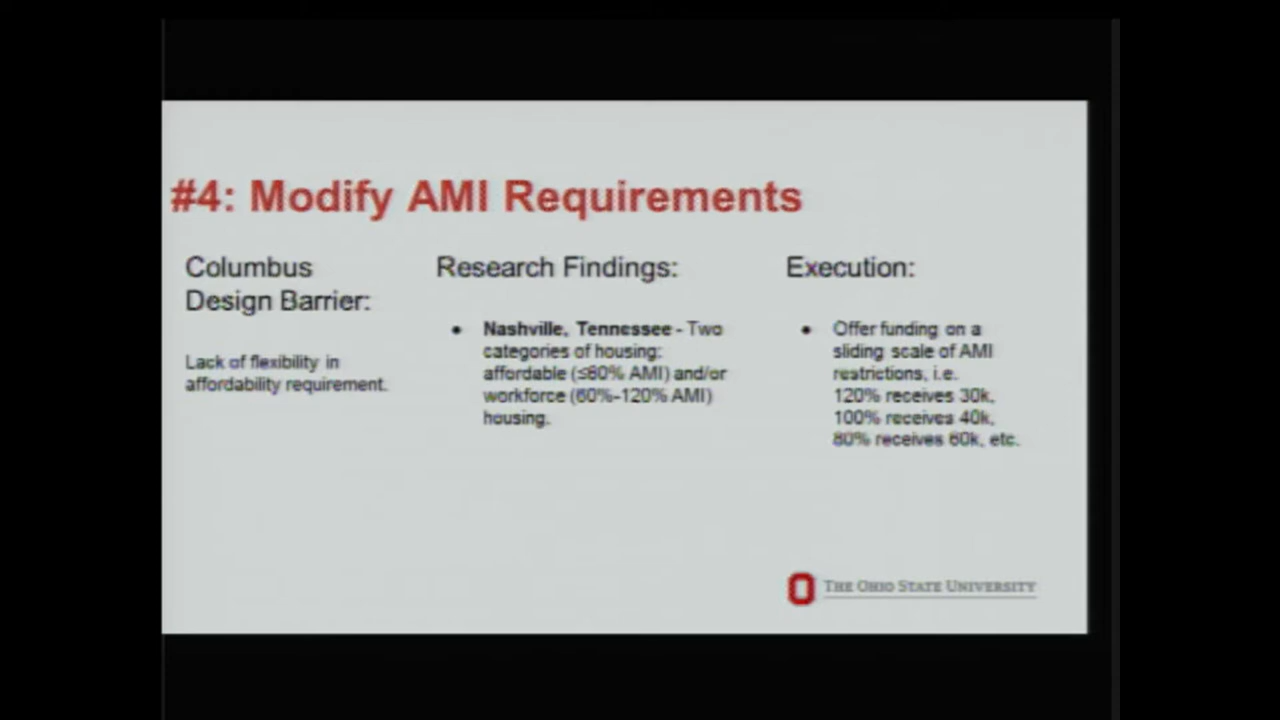 #4: Modify AMI Requirements
Columbus
Design Barrier:
Lack of flexibility in
affordability requirement.
Research Findings:
• Nashville, Tennessee - Two
categories of housing:
affordable (≤60% AMI) and/or
workforce (60%-120% AMI)
housing.
Execution:
• Offer funding on a
sliding scale of AMI
restrictions, i.e.
120% receives 30k,
100% receives 40k,
80% receives 60k, etc.
THE OHIO STATE UNIVERSITY